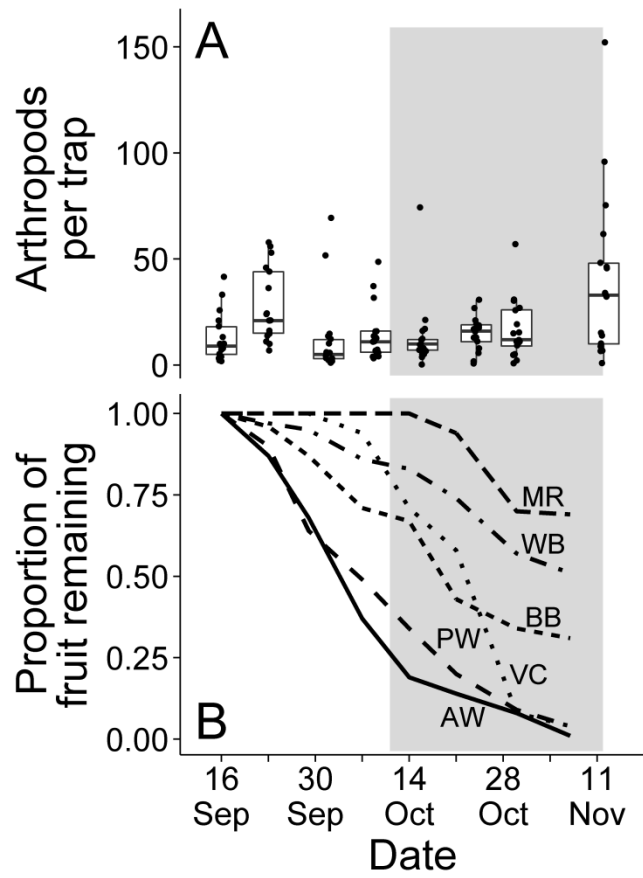 A
Arthropods
per trap
150
100
50
0
B
Proportion of
fruit remaining
1.00
0.75
0.50
0.25
0.00
MR
WB
BB
PW
VC
AW
16 30 14 28 11
Sep Sep Oct Oct Nov
Date